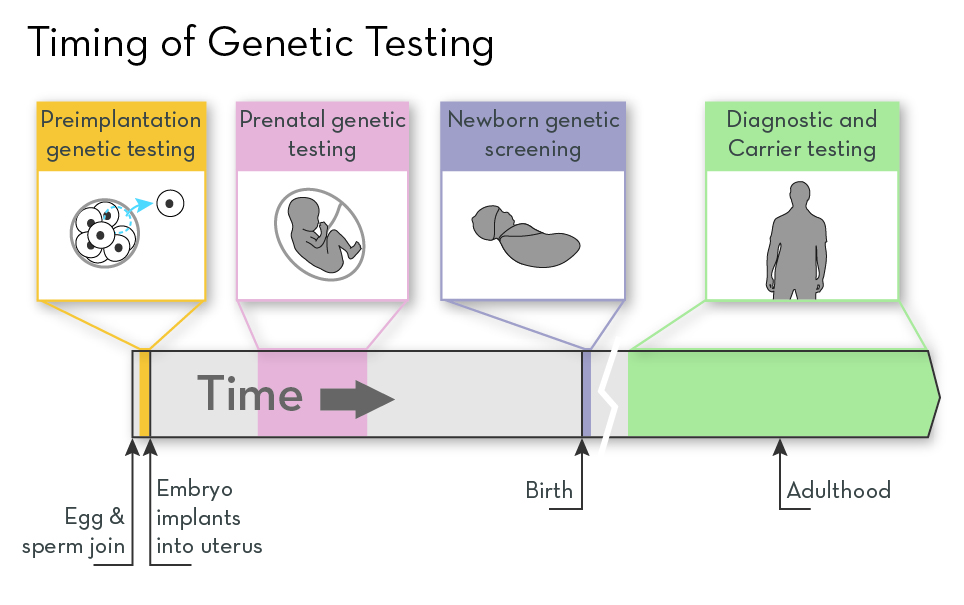 Timing of Genetic Testing
Preimplantation
genetic testing
Prenatal genetic
testing
Newborn genetic
screening
Diagnostic and
Carrier testing
Time
Egg &
sperm join
Embryo
implants
into uterus
Birth
Adulthood